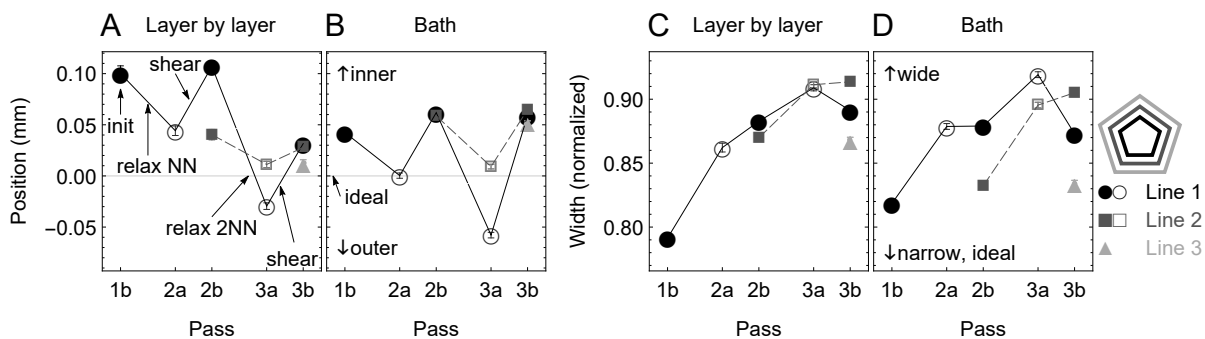 A Layer by layer
B Bath
C Layer by layer
D Bath
Position (mm)
0.10
0.05
0.00
−0.05
init
relax NN
shear
relax 2NN
shear
1b 2a 2b 3a 3b
Pass
↑inner
ideal
↓outer
1b 2a 2b 3a 3b
Pass
Width (normalized)
0.90
0.85
0.80
1b 2a 2b 3a 3b
Pass
↑wide
↓narrow, ideal
1b 2a 2b 3a 3b
Pass
Line 1
Line 2
Line 3